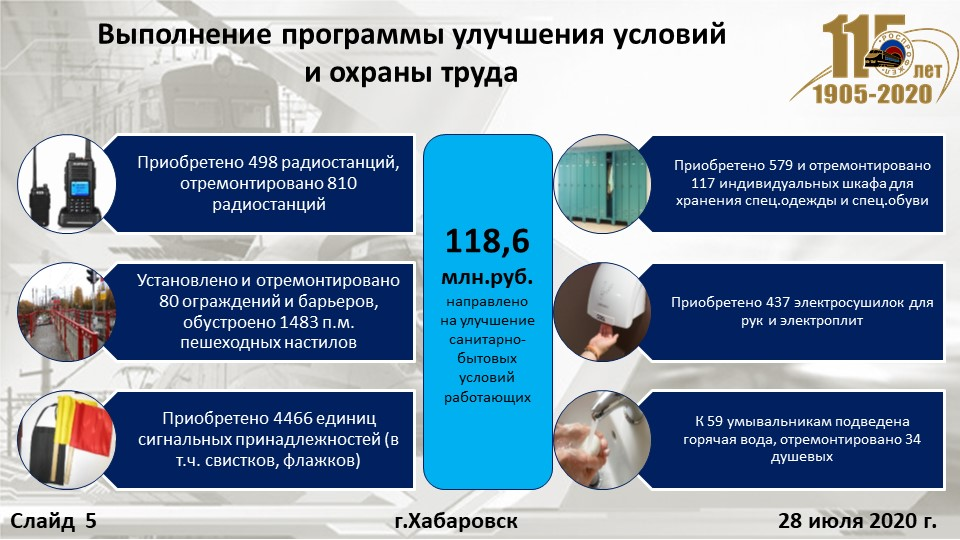 Выполнение программы улучшения условий
и охраны труда
115
РОСПРОФЖЕЛ
лет
1905-2020
Приобретено 498 радиостанций,
отремонтировано 810
радиостанций
Установлено и отремонтировано
80 ограждений и барьеров,
обустроено 1483 п.м.
пешеходных настилов
Приобретено 4466 единиц
сигнальных принадлежностей (в
т.ч. свистков, флажков)
118,6
млн.руб.
направлено
на улучшение
санитарно-
бытовых
условий
работающих
Приобретено 579 и отремонтировано
117 индивидуальных шкафа для
хранения спец.одежды и спец.обуви
Приобретено 437 электросушилок для
рук и электроплит
К 59 умывальникам подведена
горячая вода, отремонтировано 34
душевых
Слайд 5
г.Хабаровск
28 июля 2020 г.